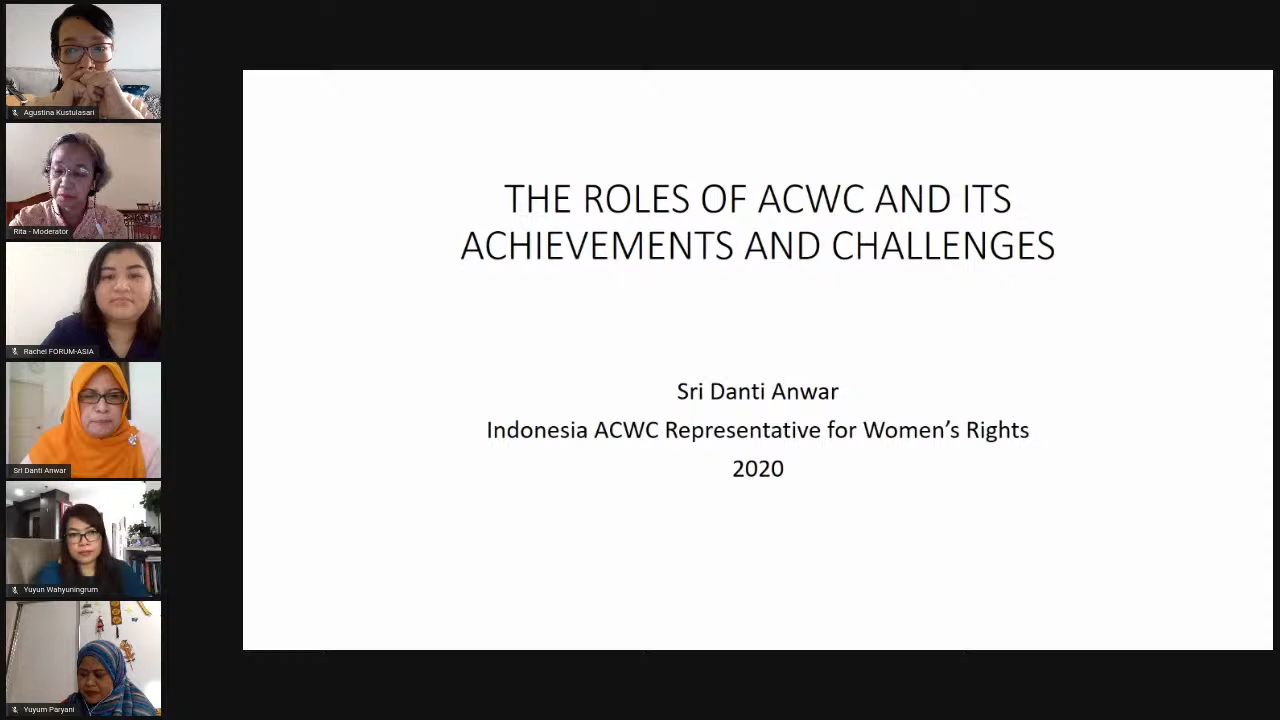 Agustina Kustulasari
Rita - Moderator
Rachel FORUM-ASIA
Sri Danti Anwar
Yuyun Wahyuningrum
Yuyum Paryani
THE ROLES OF ACWC AND ITS
ACHIEVEMENTS AND CHALLENGES
Sri Danti Anwar
Indonesia ACWC Representative for Women's Rights
2020